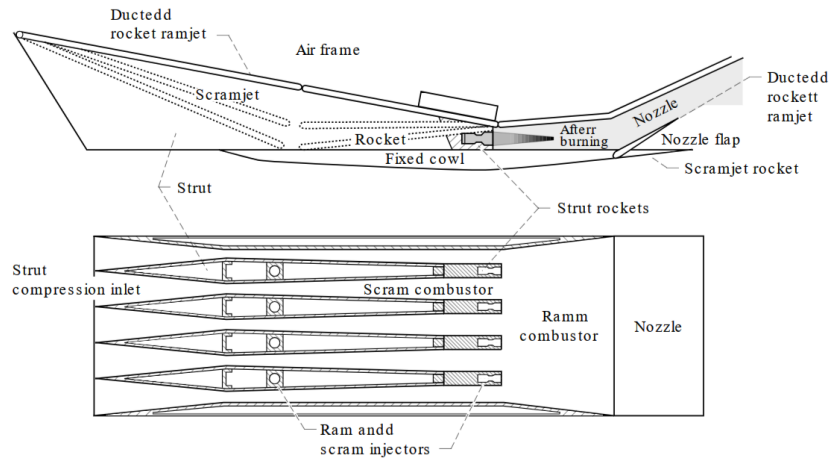 Ductedd
rocket ramjet
Air frame
Scramjet
Rocket
Fixed cowl
Afterr
burning
Nozzle
Ductedd
rockett
ramjet
Nozzle flap
Scramjet rocket
Strut
Strut rockets
Strut
compression inlet
Scram combustor
Ramm
combustor
Nozzle
Ram andd
scram injectors